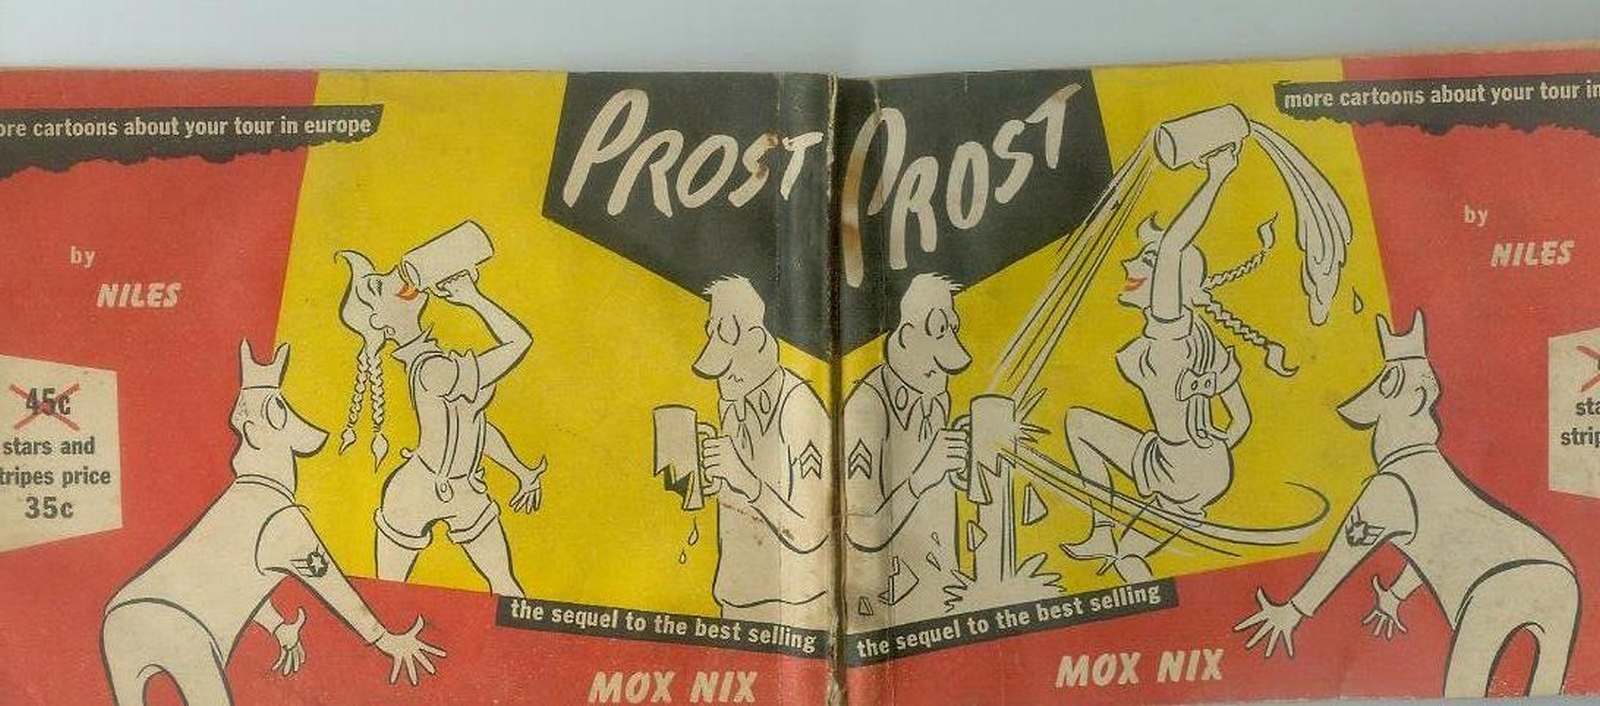 ore cartoons about your tour in europe
by
NILES
45c
stars and
tripes price
35c
PROST
the sequel to the best selling
MOX NIX
PROST
more cartoons about your tour in
by
NILES
sta
strip
the sequel to the best selling
MOX NIX